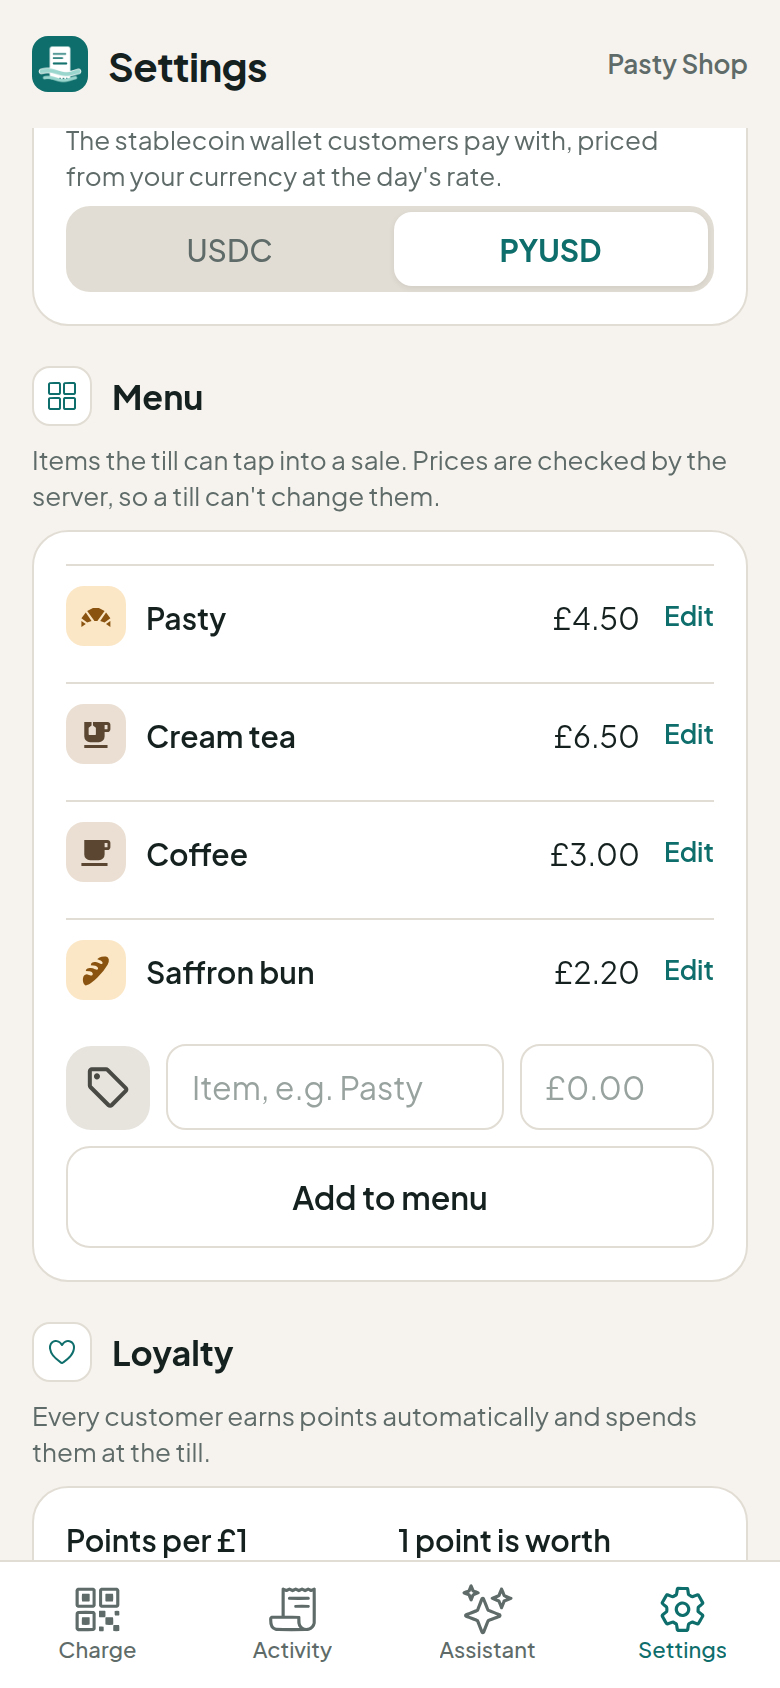 Settings
Pasty Shop
The stablecoin wallet customers pay with, priced
from your currency at the day's rate.
USDC
PYUSD
Menu
Items the till can tap into a sale. Prices are checked by the
server, so a till can't change them.
Pasty £4.50 Edit
Cream tea £6.50 Edit
Coffee £3.00 Edit
Saffron bun £2.20 Edit
Item, e.g. Pasty £0.00
Add to menu
Loyalty
Every customer earns points automatically and spends
them at the till.
Points per £1 1 point is worth
Charge Activity Assistant Settings